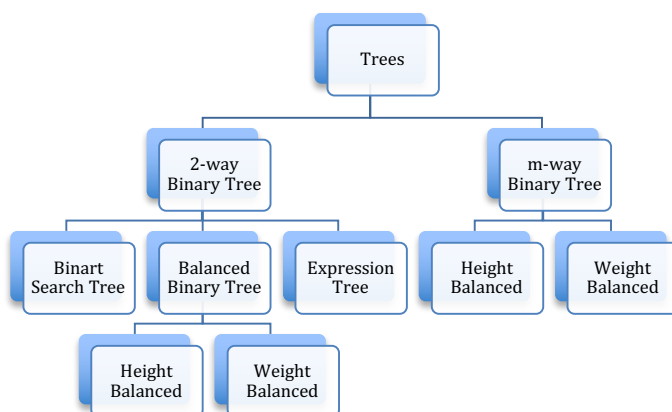 Trees
2-way
Binary Tree
m-way
Binary Tree
Binart
Search Tree
Balanced
Binary Tree
Expression
Tree
Height
Balanced
Weight
Balanced
Height
Balanced
Weight
Balanced